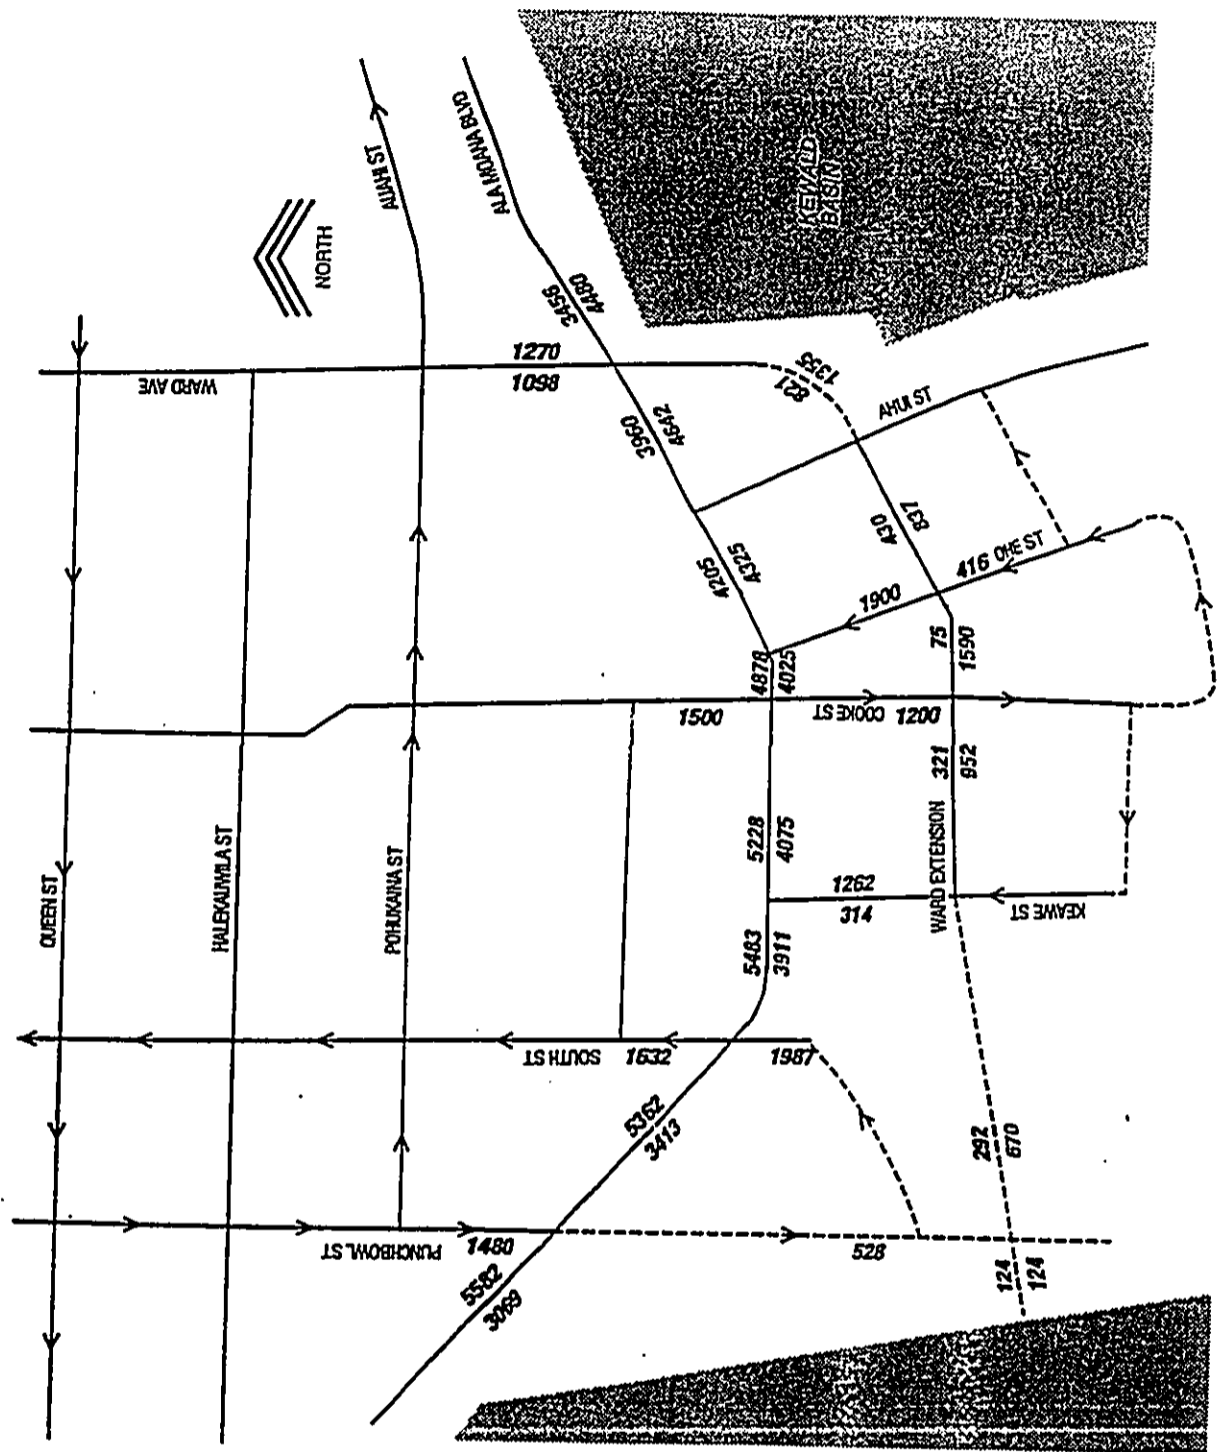 KEWALD
BASIN
ALA MOANA BLVD
AUAHI ST
NORTH
3456
4480
WARD AVE
1270
1098
1355
821
AHUI ST
3960
4642
430
837
4205
4325
416 OHE ST
1900
75
1590
4878
4025
1500
COOKE ST
1200
321
952
QUEEN ST
HALEKAUWILA ST
POHUKAINA ST
5228
4075
WARD EXTENSION
1262
314
KEAWE ST
5483
3911
SOUTH ST
1632
1987
5362
3413
292
670
PUNCHBOWL ST
1480
528
5582
3069
124
124